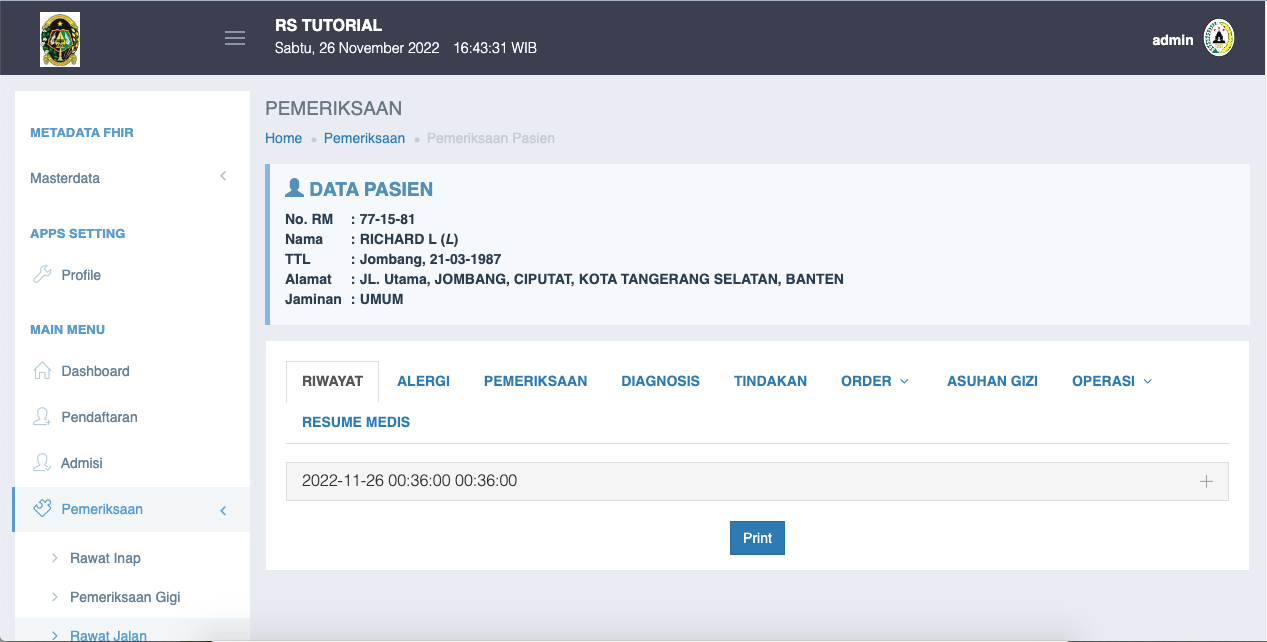 RS TUTORIAL
Sabtu, 26 November 2022 16:43:31 WIB
admin
METADATA FHIR
Masterdata
APPS SETTING
Profile
MAIN MENU
Dashboard
Pendaftaran
Admisi
Pemeriksaan
Rawat Inap
Pemeriksaan Gigi
Rawat Jalan
PEMERIKSAAN
Home Pemeriksaan Pemeriksaan Pasien
DATA PASIEN
No. RM : 77-15-81
Nama : RICHARD L (L)
TTL : Jombang, 21-03-1987
Alamat : JL. Utama, JOMBANG, CIPUTAT, KOTA TANGERANG SELATAN, BANTEN
Jaminan : UMUM
RIWAYAT ALERGI PEMERIKSAAN DIAGNOSIS TINDAKAN ORDER ASUHAN GIZI OPERASI
RESUME MEDIS
2022-11-26 00:36:00 00:36:00
Print